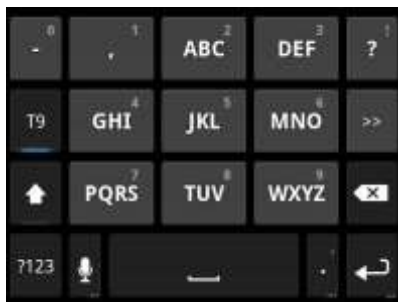 - 0 , 1 ABC 2 DEF 3 ? !
T9 GHI 4 JKL 5 MNO 6 >>
PQRS 7 TUV 8 WXYZ 9
?123 .